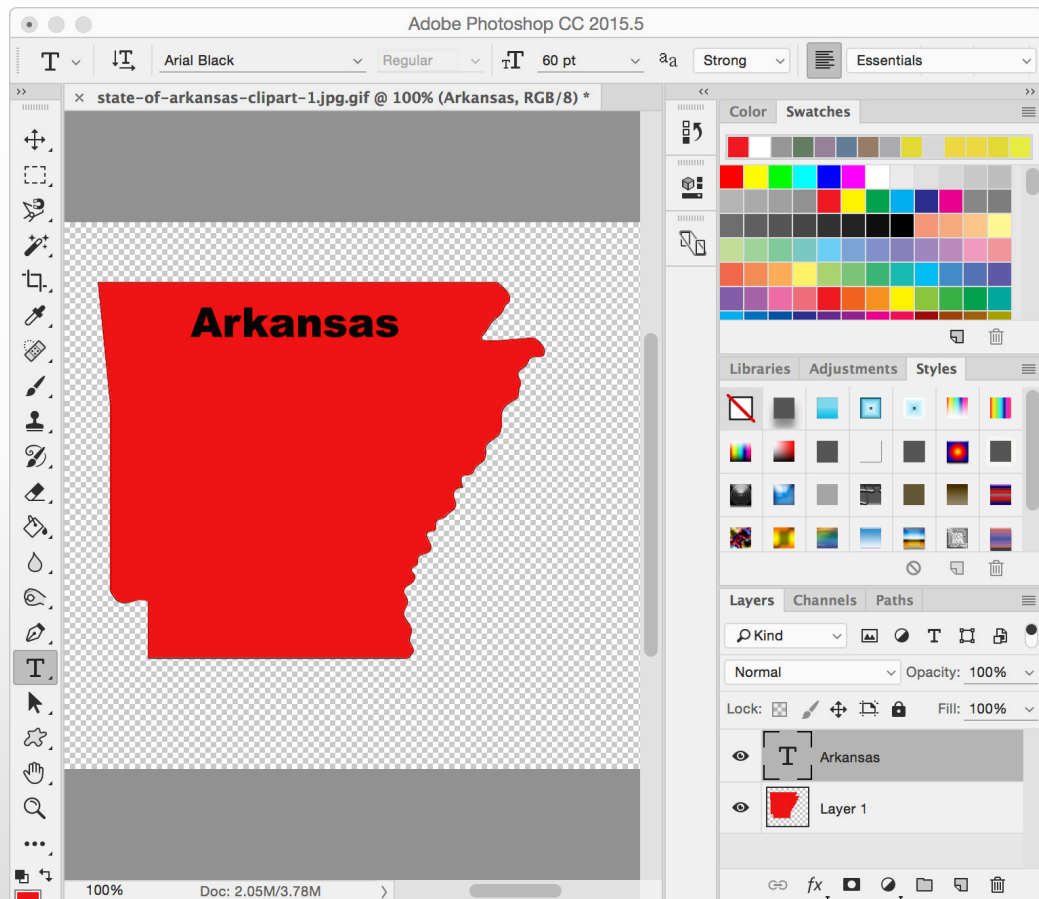 Adobe Photoshop CC 2015.5
T Arial Black Regular 60 pt aa Strong Essentials
× state-of-arkansas-clipart-1.jpg.gif @ 100% (Arkansas, RGB/8) *
Color Swatches
Arkansas
Libraries Adjustments Styles
Layers Channels Paths
Kind
Normal Opacity: 100%
Lock: Fill: 100%
T Arkansas
Layer 1
100% Doc: 2.05M/3.78M
fx